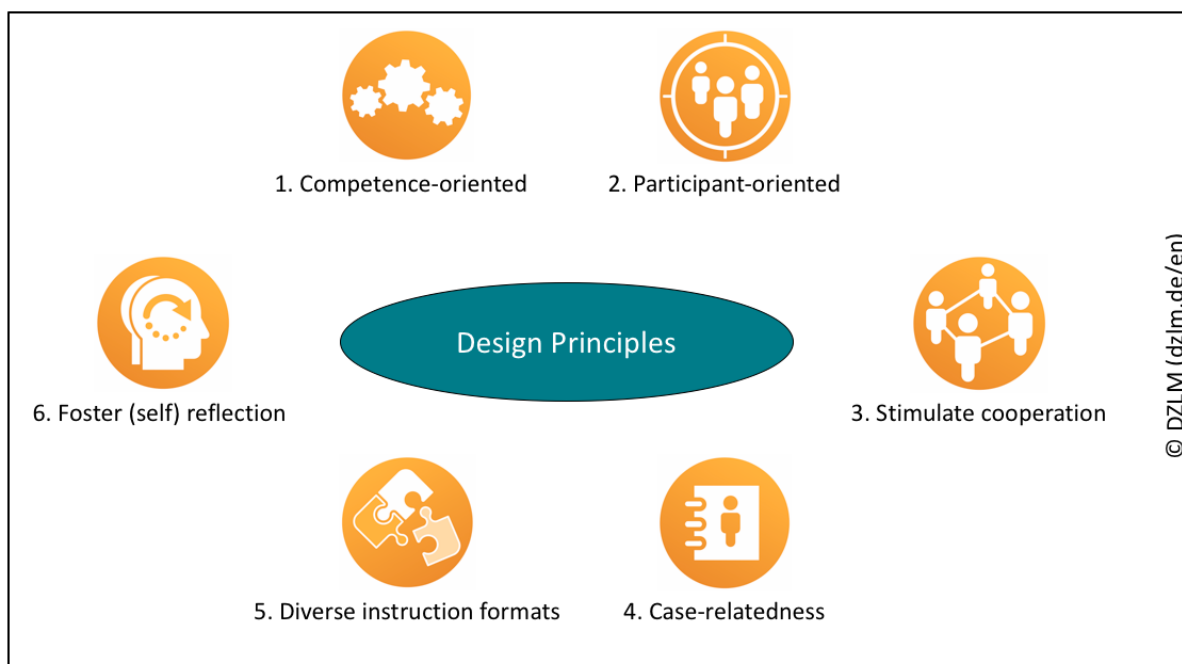 1. Competence-oriented
2. Participant-oriented
6. Foster (self) reflection
Design Principles
3. Stimulate cooperation
5. Diverse instruction formats
4. Case-relatedness
© DZLM (dzlm.de/en)